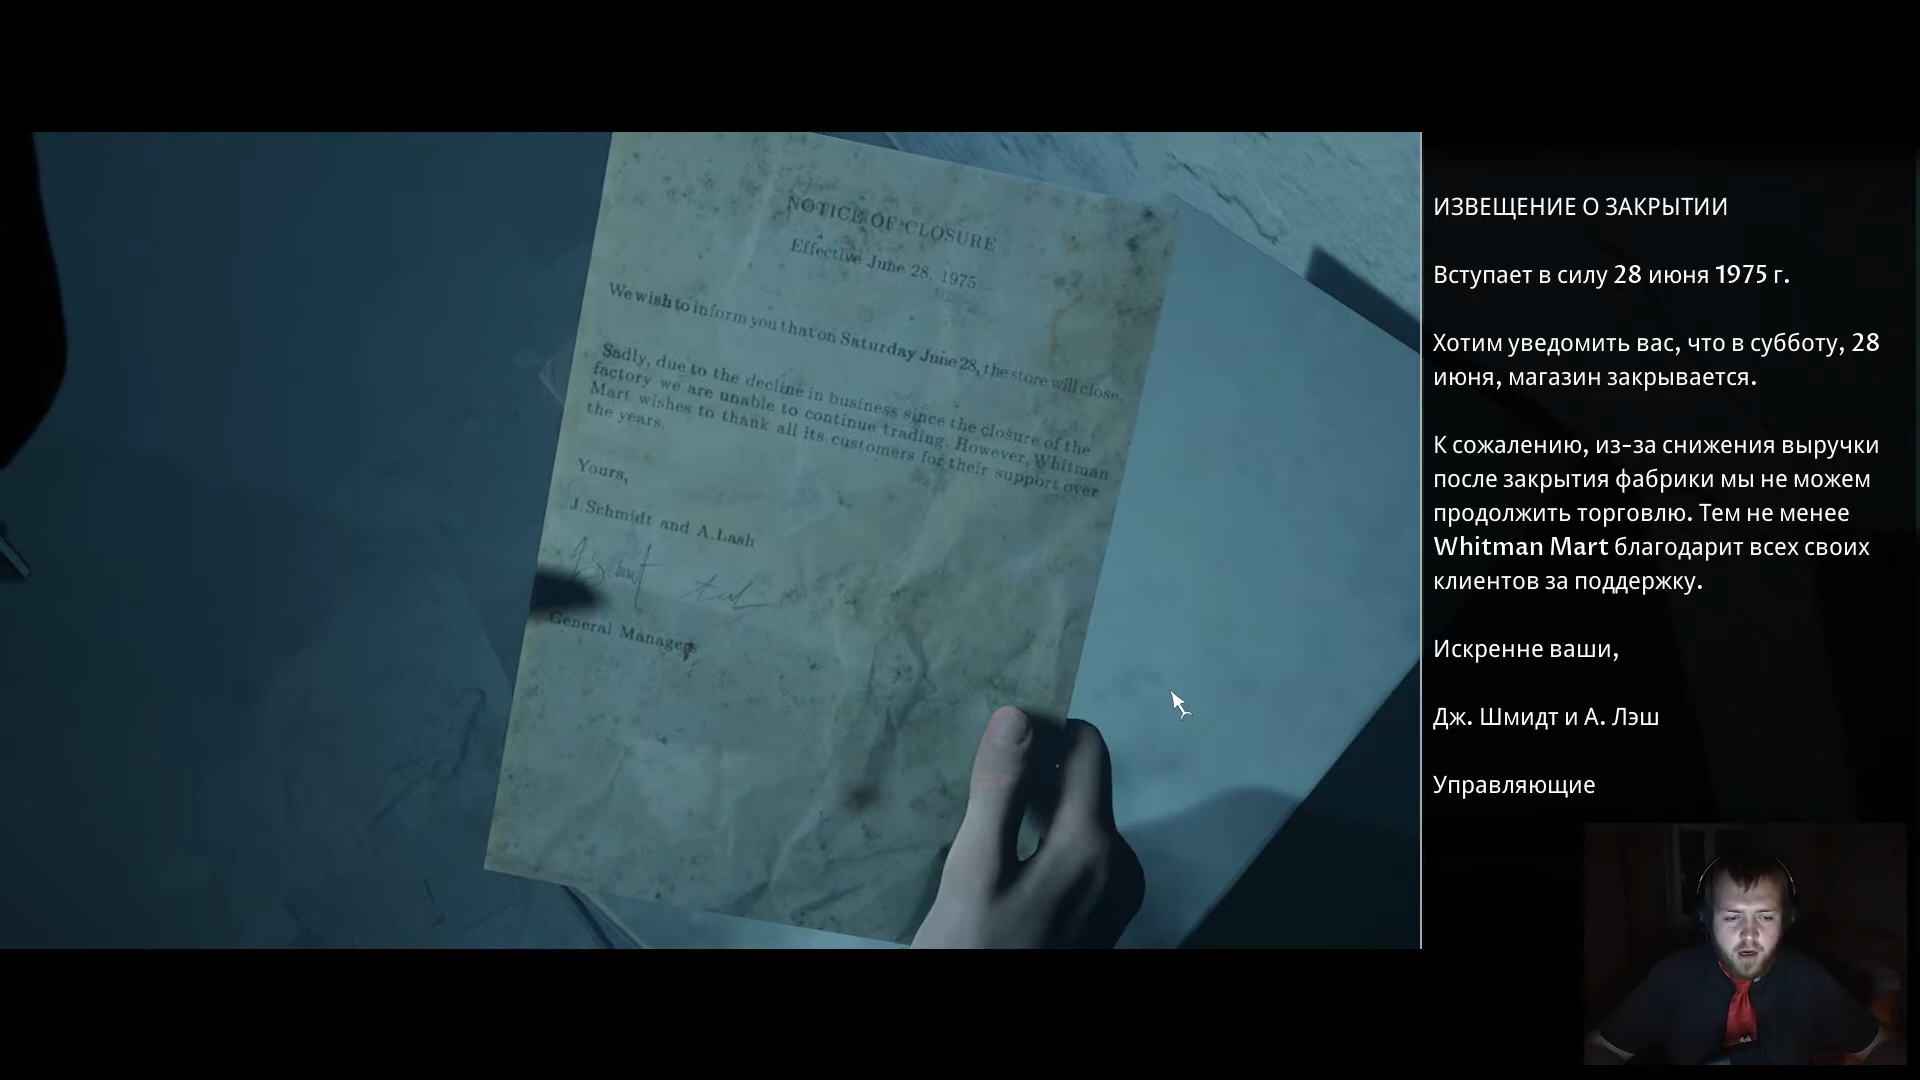 NOTICE OF CLOSURE
Effective June 28, 1975
We wish to inform you that on Saturday June 28, the store will close.
Sadly, due to the decline in business since the closure of the
factory we are unable to continue trading. However, Whitman
Mart wishes to thank all its customers for their support over
the years.
Yours,
J.Schmidt and A.Lash
General Managers
ИЗВЕЩЕНИЕ О ЗАКРЫТИИ
Вступает в силу 28 июня 1975 г.
Хотим уведомить вас, что в субботу, 28
июня, магазин закрывается.
К сожалению, из-за снижения выручки
после закрытия фабрики мы не можем
продолжить торговлю. Тем не менее
Whitman Mart благодарит всех своих
клиентов за поддержку.
Искренне ваши,
Дж. Шмидт и А. Лэш
Управляющие